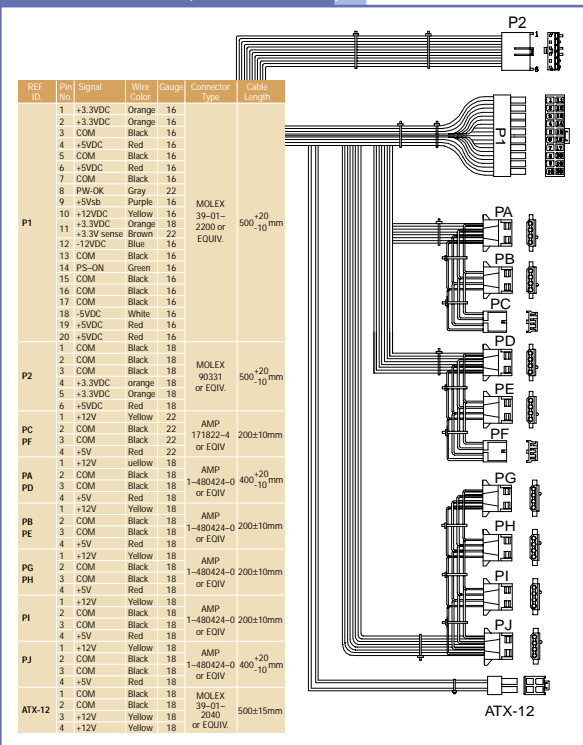 REF. ID. Pin No. Signal Wire Color Gauge Connector Type Cable Length
P1
1 +3.3VDC Orange 16
2 +3.3VDC Orange 16
3 COM Black 16
4 +5VDC Red 16
5 COM Black 16
6 +5VDC Red 16
7 COM Black 16
8 PW-OK Gray 22
9 +5Vsb Purple 16
10 +12VDC Yellow 16
11 +3.3VDC Orange 18
+3.3V sense Brown 22
12 -12VDC Blue 16
13 COM Black 16
14 PS-ON Green 16
15 COM Black 16
16 COM Black 16
17 COM Black 16
18 -5VDC White 16
19 +5VDC Red 16
20 +5VDC Red 16
MOLEX
39-01-
2200 or
EQUIV.
500 +20 -10 mm
P2
1 COM Black 18
2 COM Black 18
3 COM Black 18
4 +3.3VDC orange 18
5 +3.3VDC Orange 18
6 +5VDC Red 18
MOLEX
90331
or EQIV.
500 +20 -10 mm
PC
PF
1 +12V Yellow 22
2 COM Black 22
3 COM Black 22
4 +5V Red 22
AMP
171822-4
or EQIV
200±10mm
PA
PD
1 +12V uellow 18
2 COM Black 18
3 COM Black 18
4 +5V Red 18
AMP
1-480424-0
or EQIV
400 +20 -10 mm
PB
PE
1 +12V Yellow 18
2 COM Black 18
3 COM Black 18
4 +5V Red 18
AMP
1-480424-0
or EQIV
200±10mm
PG
PH
1 +12V Yellow 18
2 COM Black 18
3 COM Black 18
4 +5V Red 18
AMP
1-480424-0
or EQIV
200±10mm
PI
1 +12V Yellow 18
2 COM Black 18
3 COM Black 18
4 +5V Red 18
AMP
1-480424-0
or EQIV
200±10mm
PJ
1 +12V Yellow 18
2 COM Black 18
3 COM Black 18
4 +5V Red 18
AMP
1-480424-0
or EQIV
400 +20 -10 mm
ATX-12
1 COM Black 18
2 COM Black 18
3 +12V Yellow 18
4 +12V Yellow 18
MOLEX
39-01-
2040
or EQUIV.
500±15mm
P2
1
6
P1
PA
PB
PC
PD
PE
PF
PG
PH
PI
PJ
ATX-12